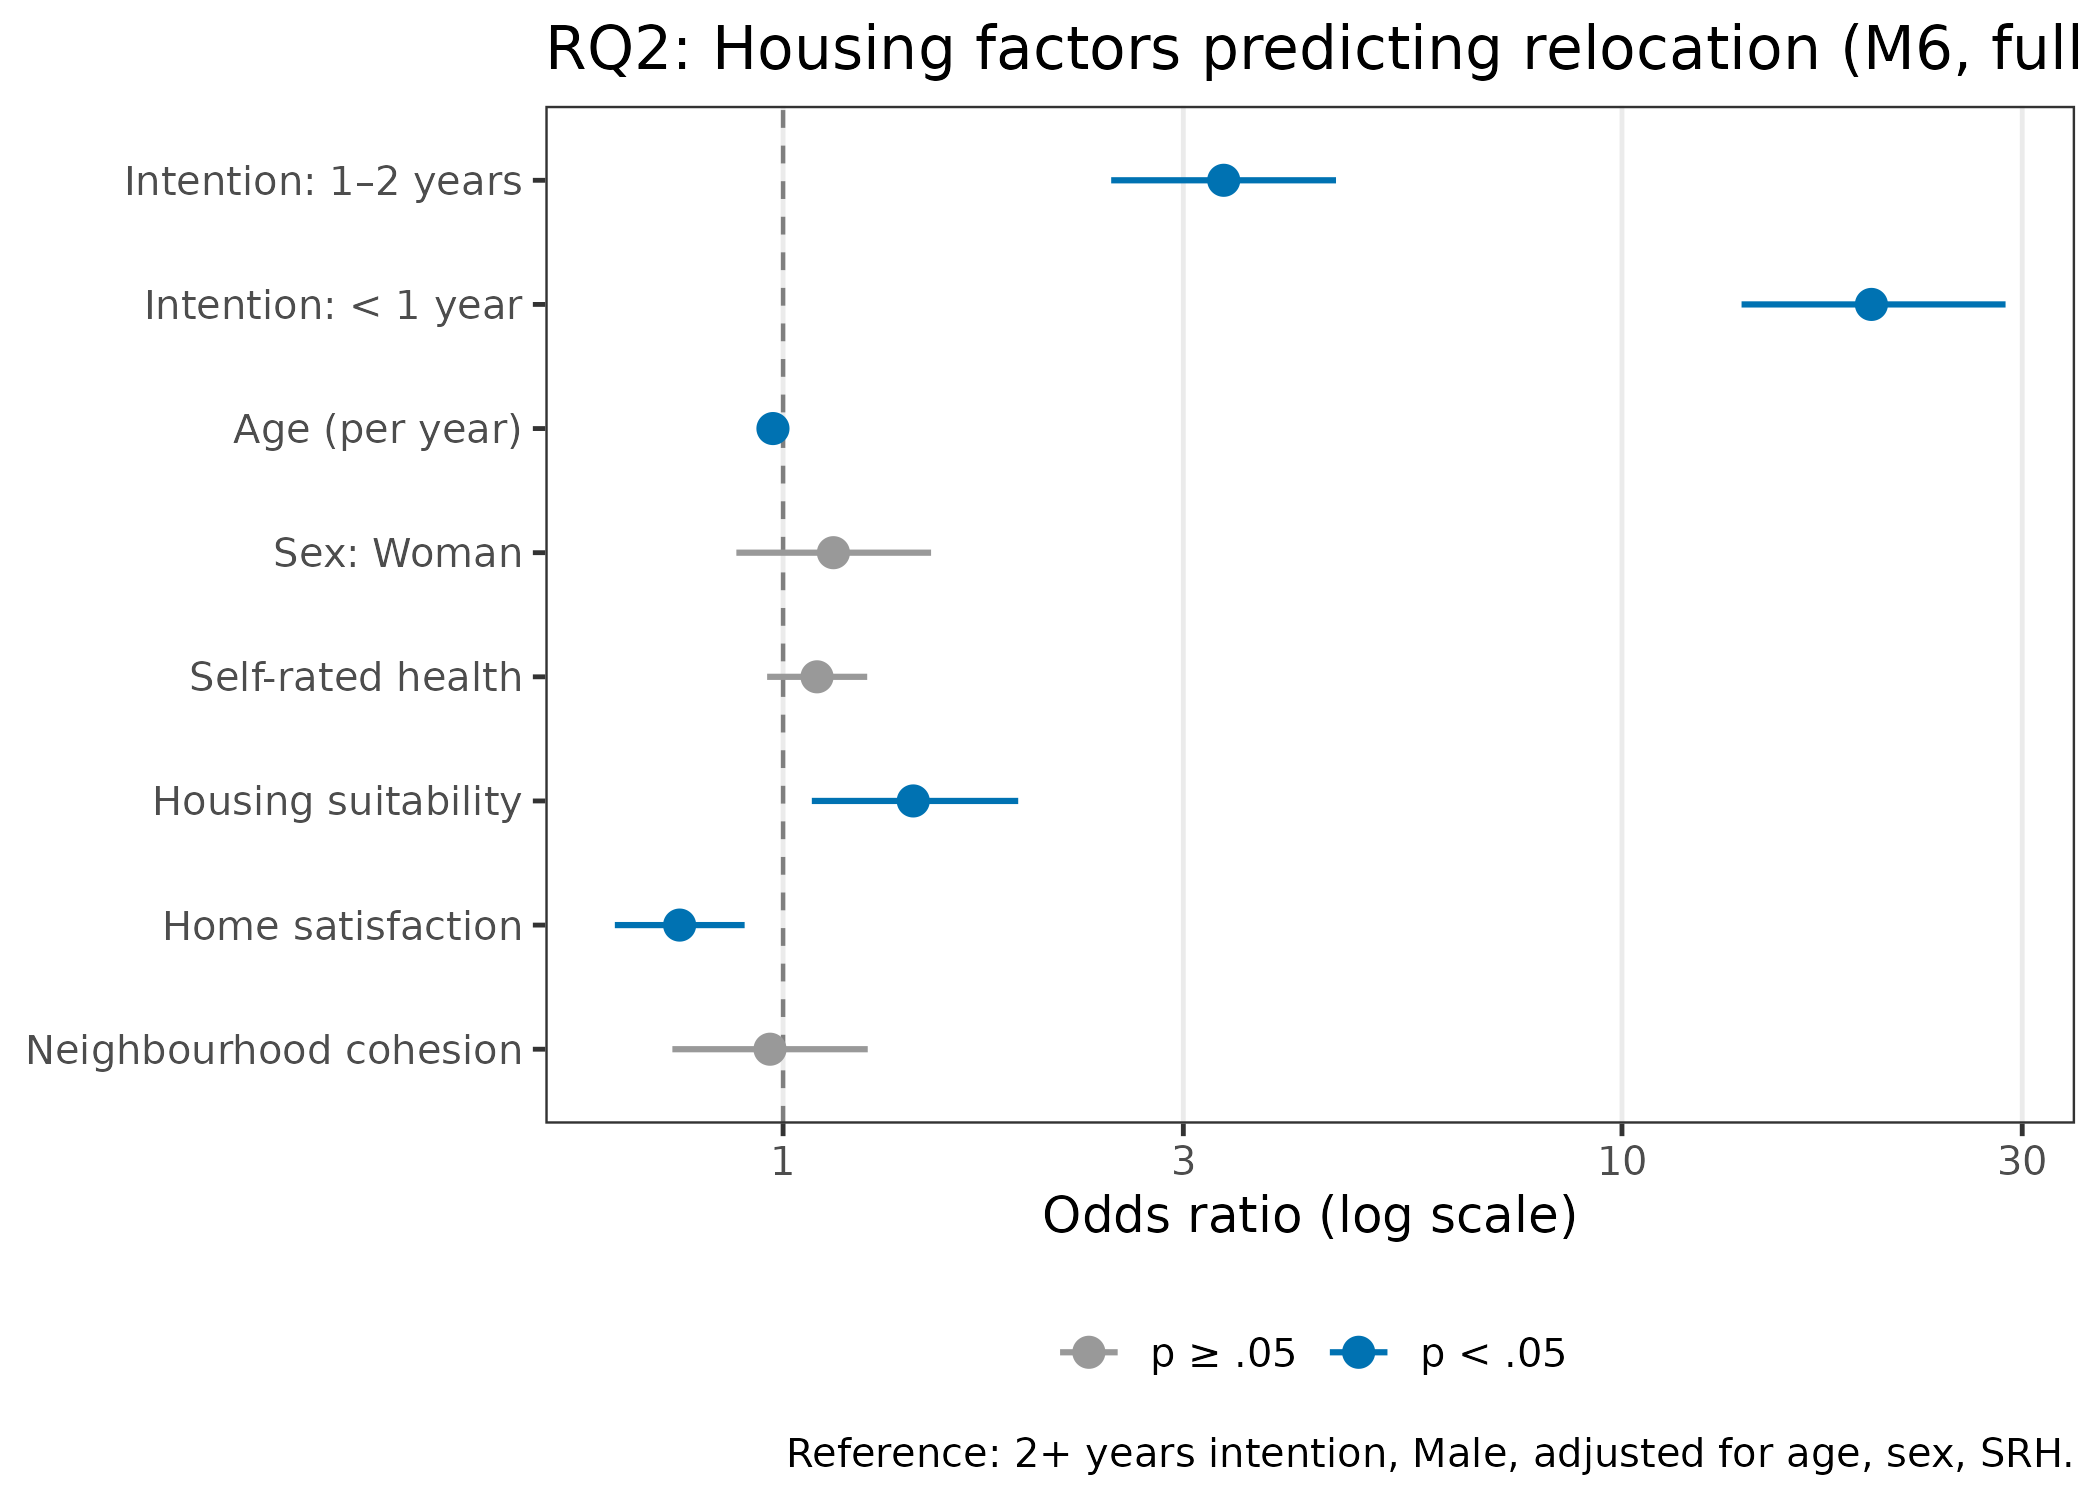 RQ2: Housing factors predicting relocation (M6, full
Intention: 1–2 years
Intention: < 1 year
Age (per year)
Sex: Woman
Self-rated health
Housing suitability
Home satisfaction
Neighbourhood cohesion
1 3 10 30
Odds ratio (log scale)
p ≥ .05 p < .05
Reference: 2+ years intention, Male, adjusted for age, sex, SRH.